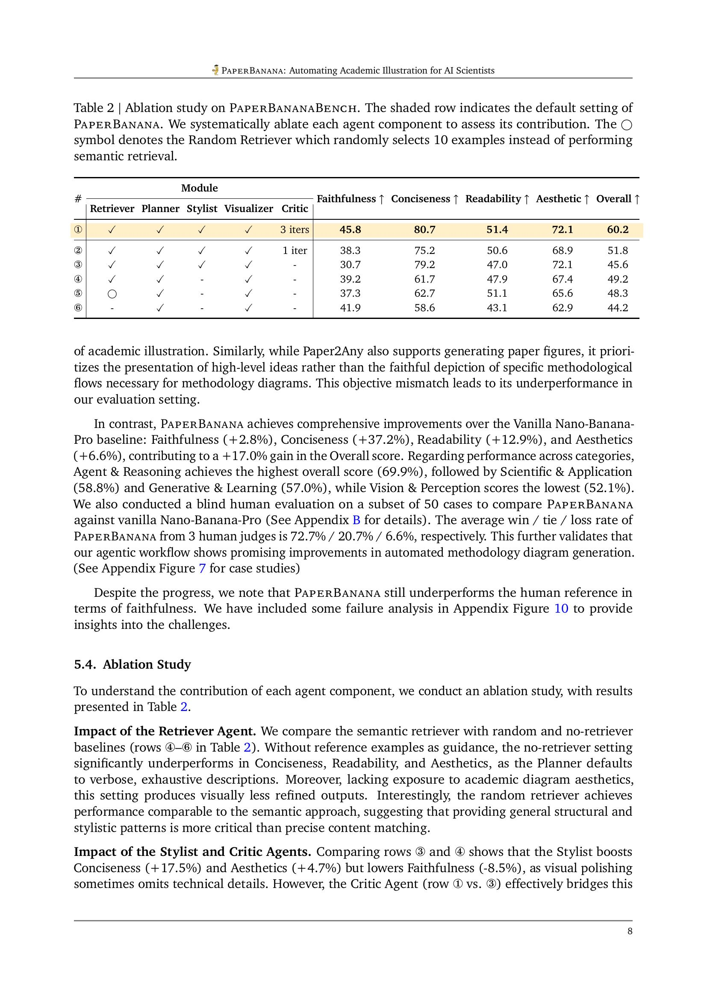 PAPERBANANA: Automating Academic Illustration for AI Scientists
Table 2 | Ablation study on PAPERBANANABENCH. The shaded row indicates the default setting of
PAPERBANANA. We systematically ablate each agent component to assess its contribution. The ○
symbol denotes the Random Retriever which randomly selects 10 examples instead of performing
semantic retrieval.
# Module Faithfulness ↑ Conciseness ↑ Readability ↑ Aesthetic ↑ Overall ↑
Retriever Planner Stylist Visualizer Critic
① ✓ ✓ ✓ ✓ 3 iters 45.8 80.7 51.4 72.1 60.2
② ✓ ✓ ✓ ✓ 1 iter 38.3 75.2 50.6 68.9 51.8
③ ✓ ✓ ✓ ✓ - 30.7 79.2 47.0 72.1 45.6
④ ✓ ✓ - ✓ - 39.2 61.7 47.9 67.4 49.2
⑤ ○ ✓ - ✓ - 37.3 62.7 51.1 65.6 48.3
⑥ - ✓ - ✓ - 41.9 58.6 43.1 62.9 44.2
of academic illustration. Similarly, while Paper2Any also supports generating paper figures, it priori-
tizes the presentation of high-level ideas rather than the faithful depiction of specific methodological
flows necessary for methodology diagrams. This objective mismatch leads to its underperformance in
our evaluation setting.
In contrast, PAPERBANANA achieves comprehensive improvements over the Vanilla Nano-Banana-
Pro baseline: Faithfulness (+2.8%), Conciseness (+37.2%), Readability (+12.9%), and Aesthetics
(+6.6%), contributing to a +17.0% gain in the Overall score. Regarding performance across categories,
Agent & Reasoning achieves the highest overall score (69.9%), followed by Scientific & Application
(58.8%) and Generative & Learning (57.0%), while Vision & Perception scores the lowest (52.1%).
We also conducted a blind human evaluation on a subset of 50 cases to compare PAPERBANANA
against vanilla Nano-Banana-Pro (See Appendix B for details). The average win / tie / loss rate of
PAPERBANANA from 3 human judges is 72.7% / 20.7% / 6.6%, respectively. This further validates that
our agentic workflow shows promising improvements in automated methodology diagram generation.
(See Appendix Figure 7 for case studies)
Despite the progress, we note that PAPERBANANA still underperforms the human reference in
terms of faithfulness. We have included some failure analysis in Appendix Figure 10 to provide
insights into the challenges.
5.4. Ablation Study
To understand the contribution of each agent component, we conduct an ablation study, with results
presented in Table 2.
Impact of the Retriever Agent. We compare the semantic retriever with random and no-retriever
baselines (rows ④–⑥ in Table 2). Without reference examples as guidance, the no-retriever setting
significantly underperforms in Conciseness, Readability, and Aesthetics, as the Planner defaults
to verbose, exhaustive descriptions. Moreover, lacking exposure to academic diagram aesthetics,
this setting produces visually less refined outputs. Interestingly, the random retriever achieves
performance comparable to the semantic approach, suggesting that providing general structural and
stylistic patterns is more critical than precise content matching.
Impact of the Stylist and Critic Agents. Comparing rows ③ and ④ shows that the Stylist boosts
Conciseness (+17.5%) and Aesthetics (+4.7%) but lowers Faithfulness (-8.5%), as visual polishing
sometimes omits technical details. However, the Critic Agent (row ① vs. ③) effectively bridges this
8